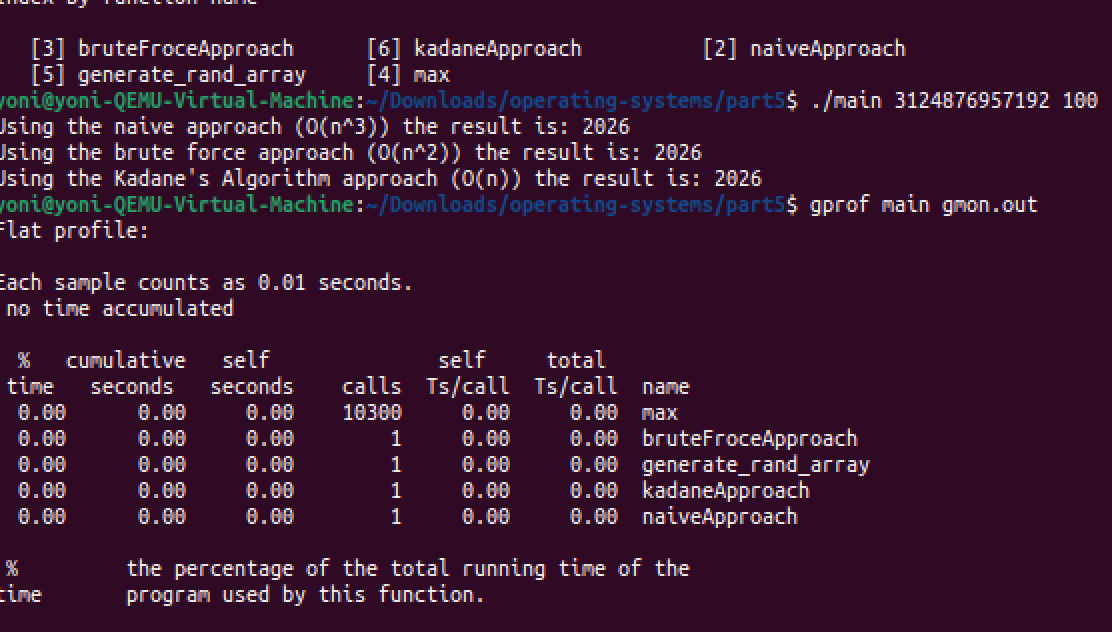 index by function name
[3] bruteFroceApproach [6] kadaneApproach [2] naiveApproach
[5] generate_rand_array [4] max
yoni@yoni-QEMU-Virtual-Machine:~/Downloads/operating-systems/part5$ ./main 3124876957192 100
Using the naive approach (O(n^3)) the result is: 2026
Using the brute force approach (O(n^2)) the result is: 2026
Using the Kadane's Algorithm approach (O(n)) the result is: 2026
yoni@yoni-QEMU-Virtual-Machine:~/Downloads/operating-systems/part5$ gprof main gmon.out
Flat profile:
Each sample counts as 0.01 seconds.
no time accumulated
% cumulative self self total
time seconds seconds calls Ts/call Ts/call name
0.00 0.00 0.00 10300 0.00 0.00 max
0.00 0.00 0.00 1 0.00 0.00 bruteFroceApproach
0.00 0.00 0.00 1 0.00 0.00 generate_rand_array
0.00 0.00 0.00 1 0.00 0.00 kadaneApproach
0.00 0.00 0.00 1 0.00 0.00 naiveApproach
% the percentage of the total running time of the
time program used by this function.